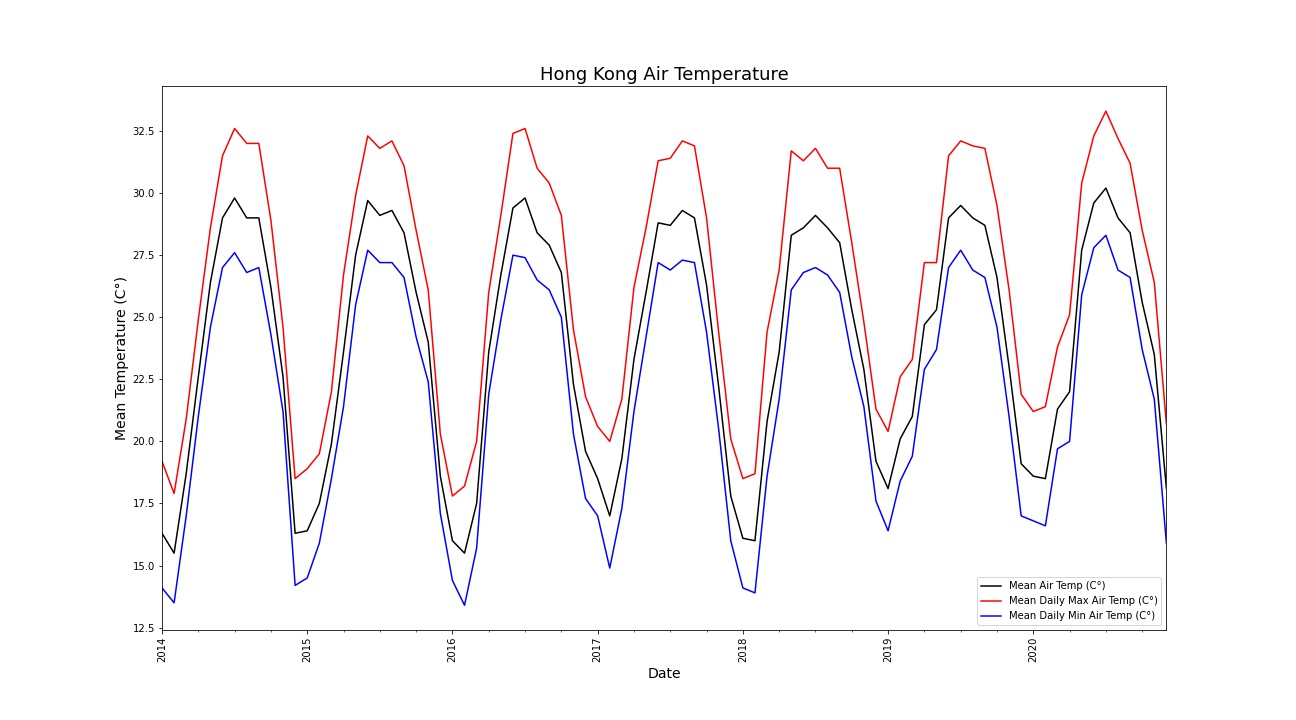 Hong Kong Air Temperature
Mean Temperature (C°)
32.5
30.0
27.5
25.0
22.5
20.0
17.5
15.0
12.5
2014
2015
2016
2017
2018
2019
2020
Date
Mean Air Temp (C°)
Mean Daily Max Air Temp (C°)
Mean Daily Min Air Temp (C°)